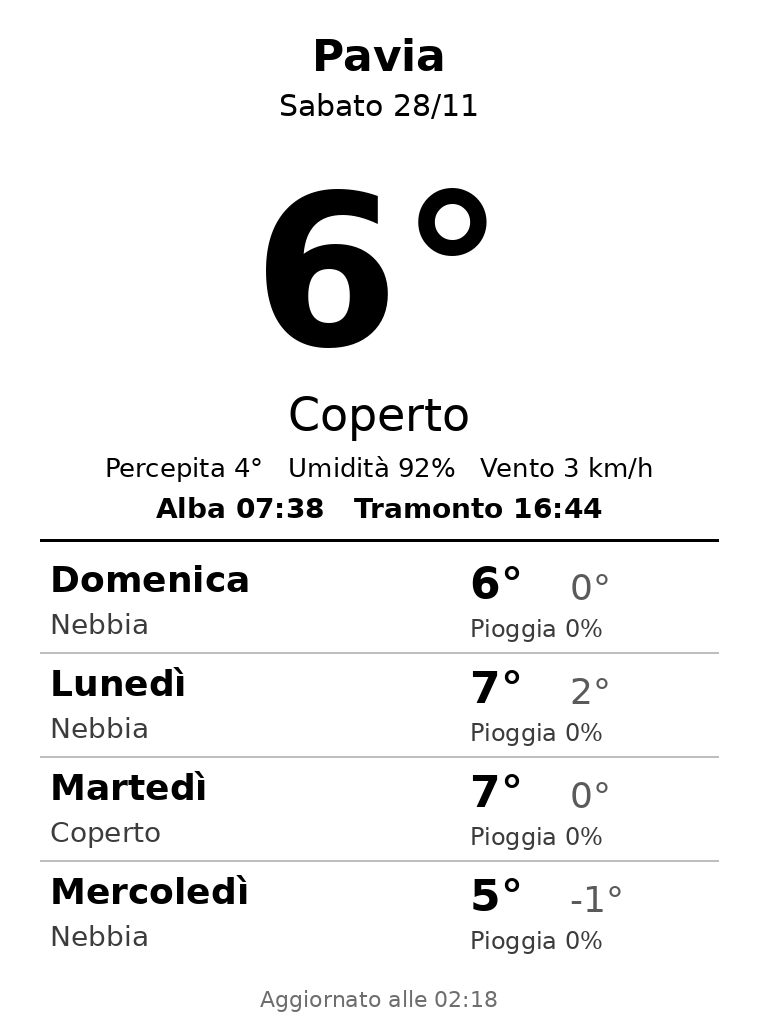 Pavia
Sabato 28/11
6°
Coperto
Percepita 4° Umidità 92% Vento 3 km/h
Alba 07:38 Tramonto 16:44
Domenica 6° 0°
Nebbia Pioggia 0%
Lunedì 7° 2°
Nebbia Pioggia 0%
Martedì 7° 0°
Coperto Pioggia 0%
Mercoledì 5° -1°
Nebbia Pioggia 0%
Aggiornato alle 02:18